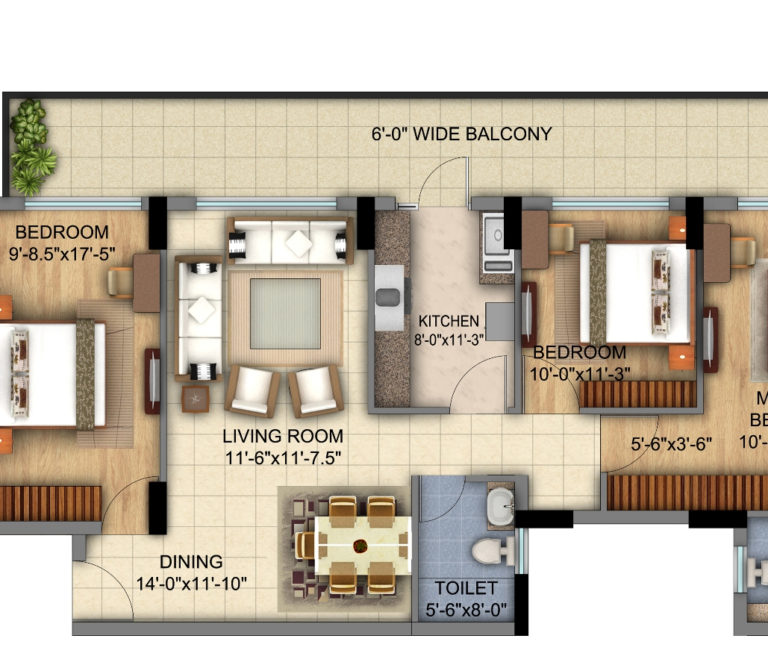 6'-0" WIDE BALCONY
BEDROOM
9'-8.5"x17'-5"
KITCHEN
8'-0"x11'-3"
BEDROOM
10'-0"x11'-3"
LIVING ROOM
11'-6"x11'-7.5"
5'-6"x3'-6"
M
BE
10'-
DINING
14'-0"x11'-10"
TOILET
5'-6"x8'-0"